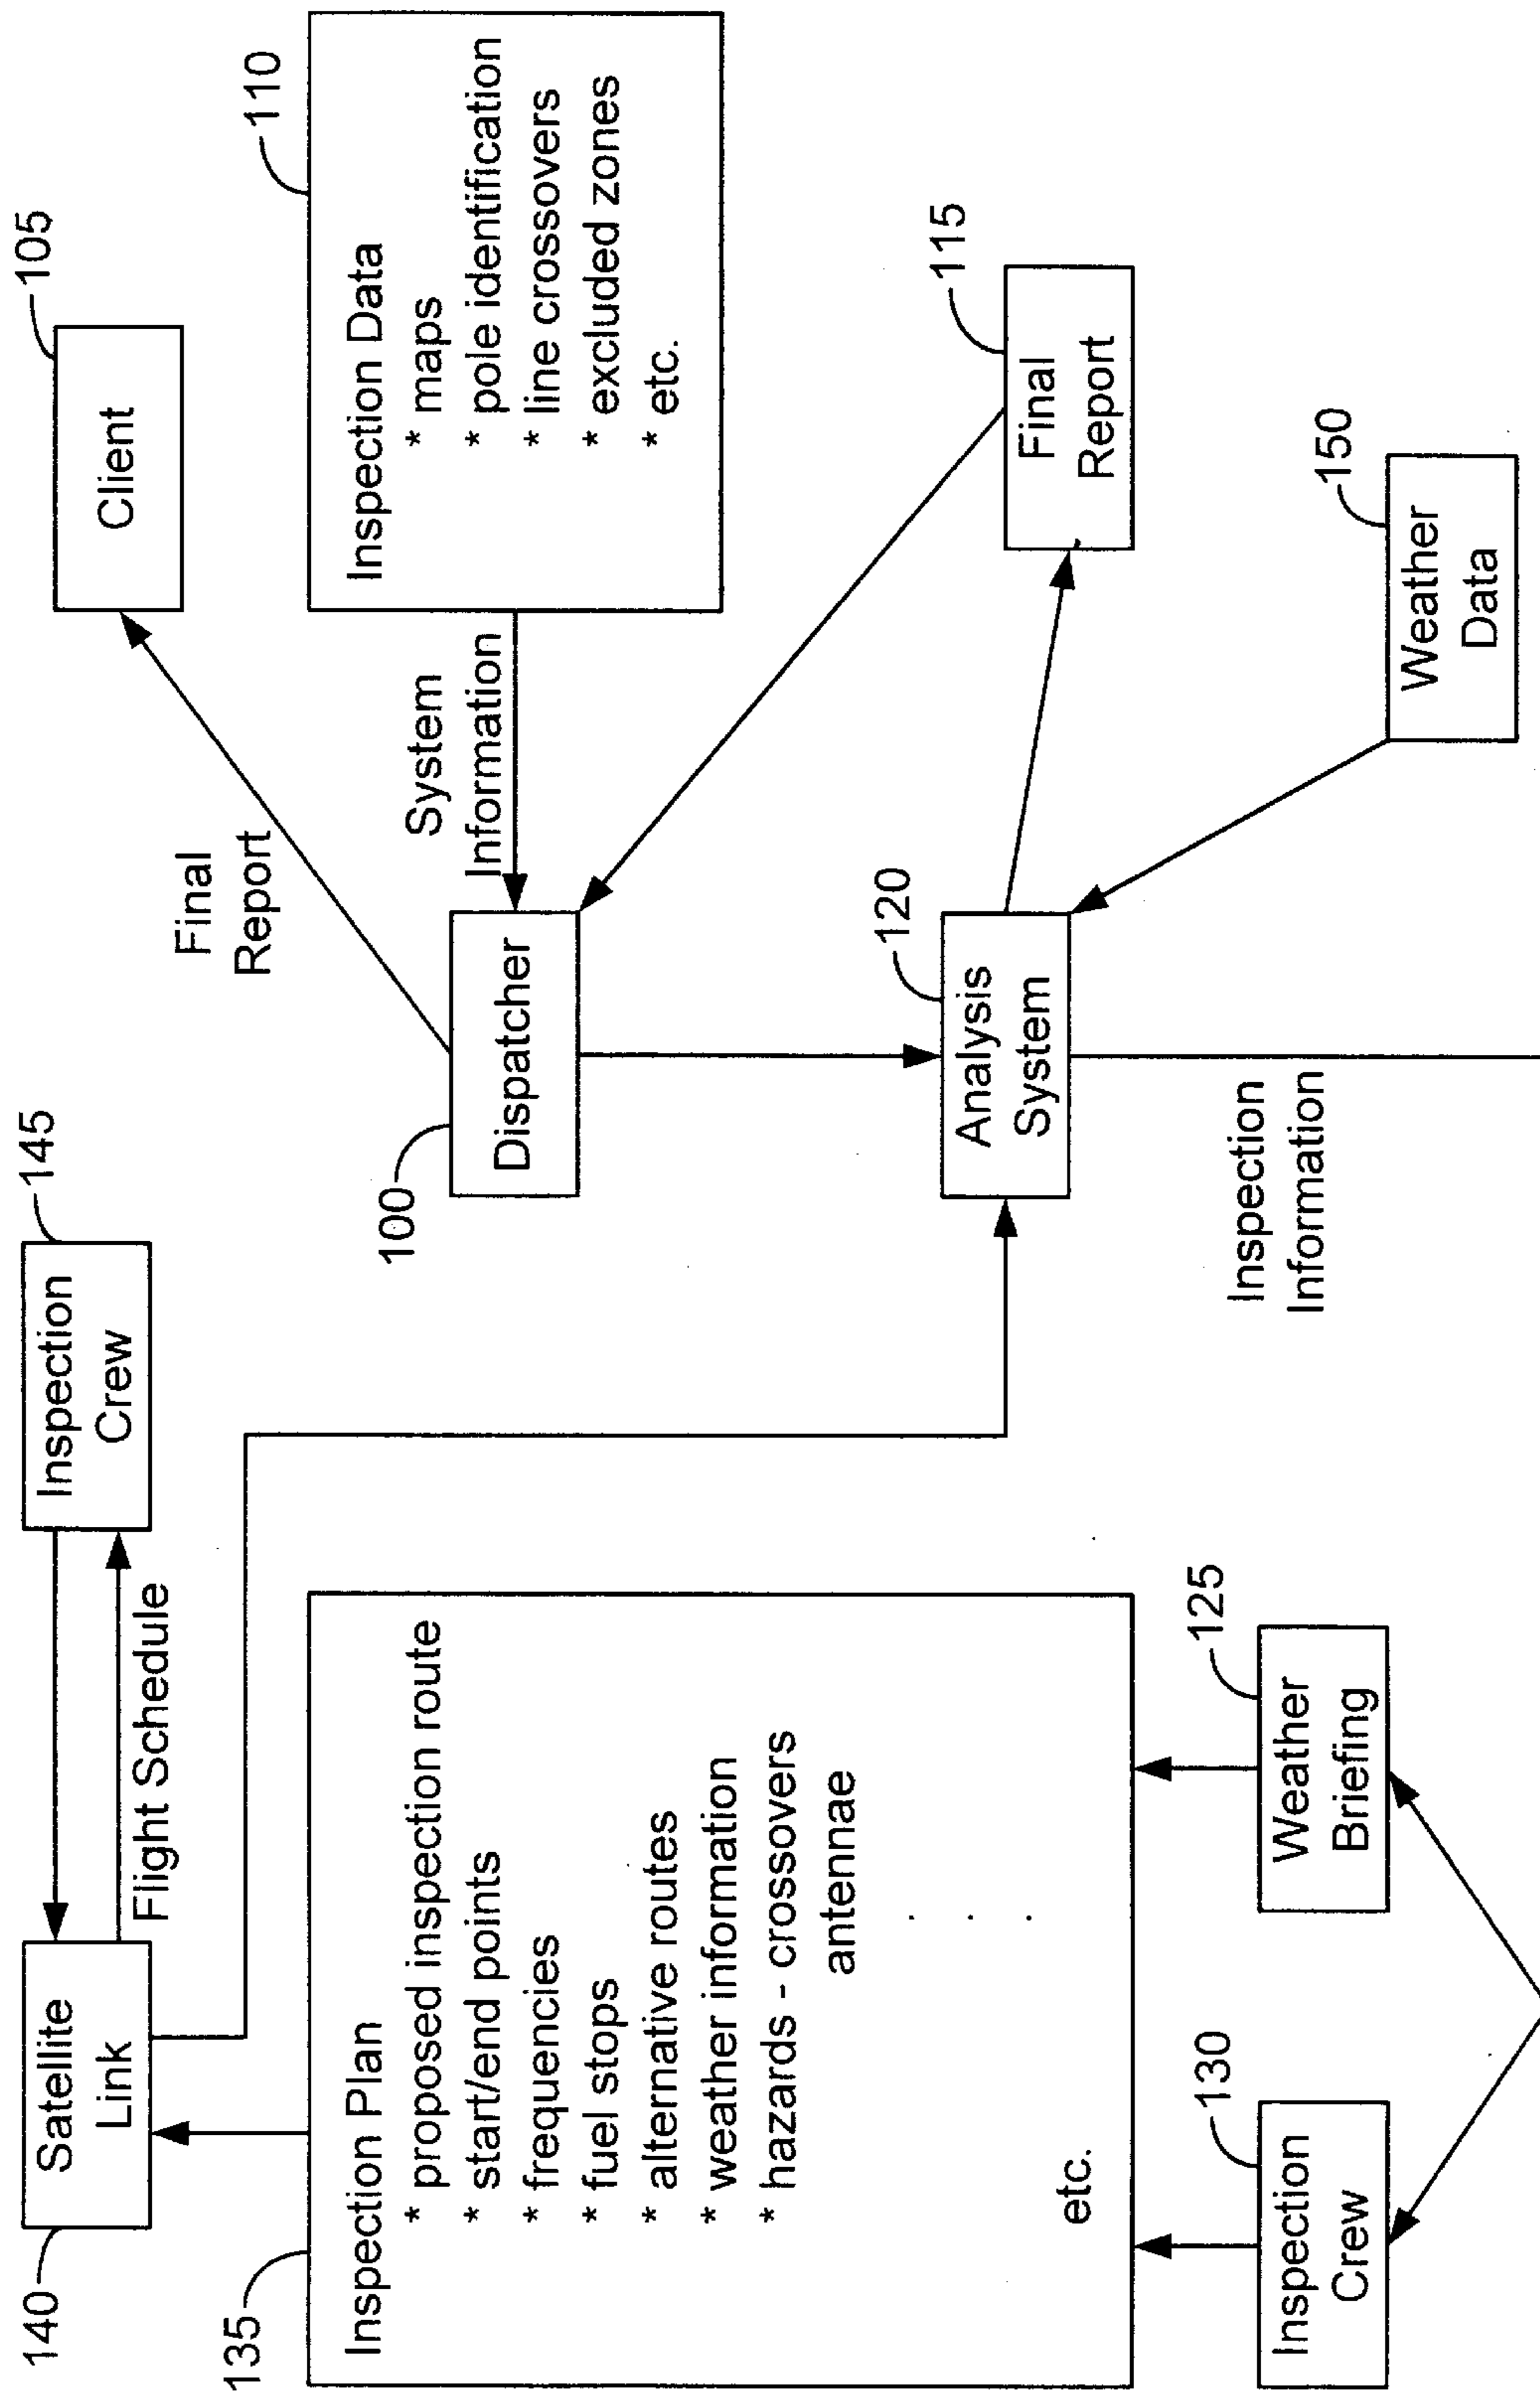 140
Satellite
Link
Flight Schedule
Inspection
Crew
145
Client
105
135
Inspection Plan
* proposed inspection route
* start/end points
* frequencies
* fuel stops
* alternative routes
* weather information
* hazards - crossovers
antennae
. . .
etc.
Final
Report
100
Dispatcher
System
Information
110
Inspection Data
* maps
* pole identification
* line crossovers
* excluded zones
* etc.
120
Analysis
System
115
Final
Report
130
Inspection
Crew
125
Weather
Briefing
Inspection
Information
150
Weather
Data